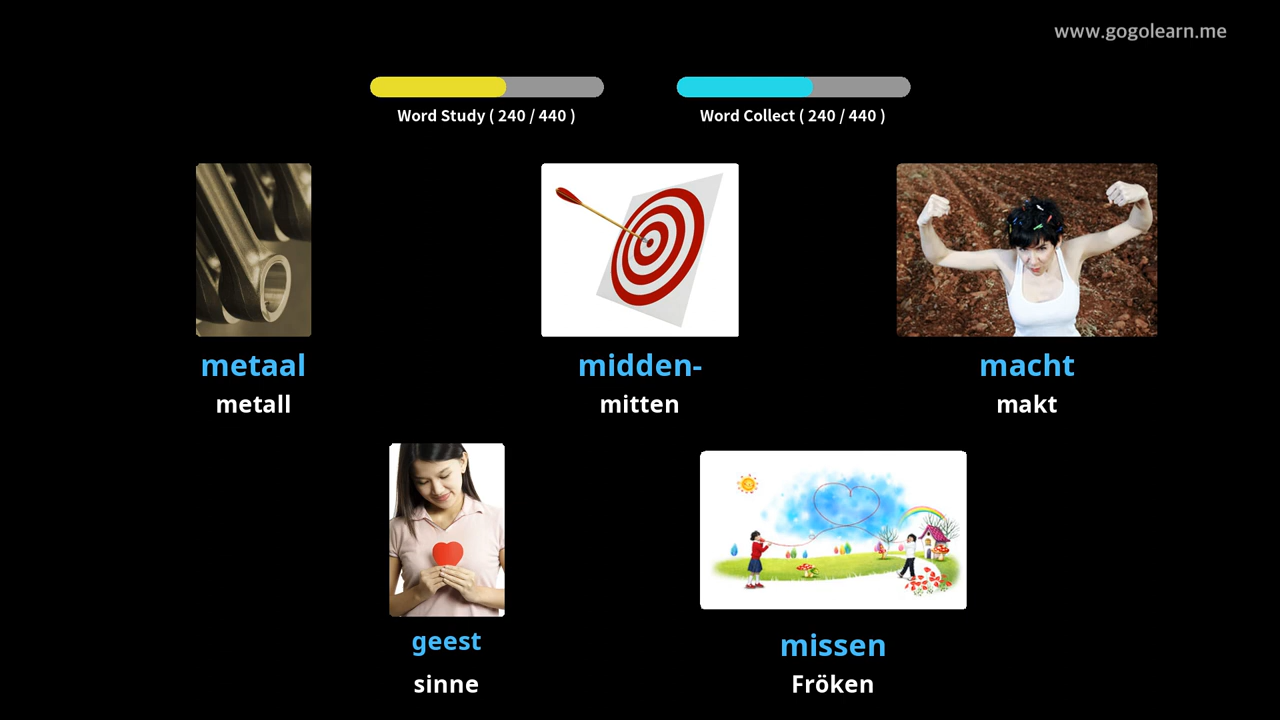 www.gogolearn.me
Word Study ( 240 / 440 )
Word Collect ( 240 / 440 )
metaal
metall
midden-
mitten
macht
makt
geest
sinne
missen
Fröken